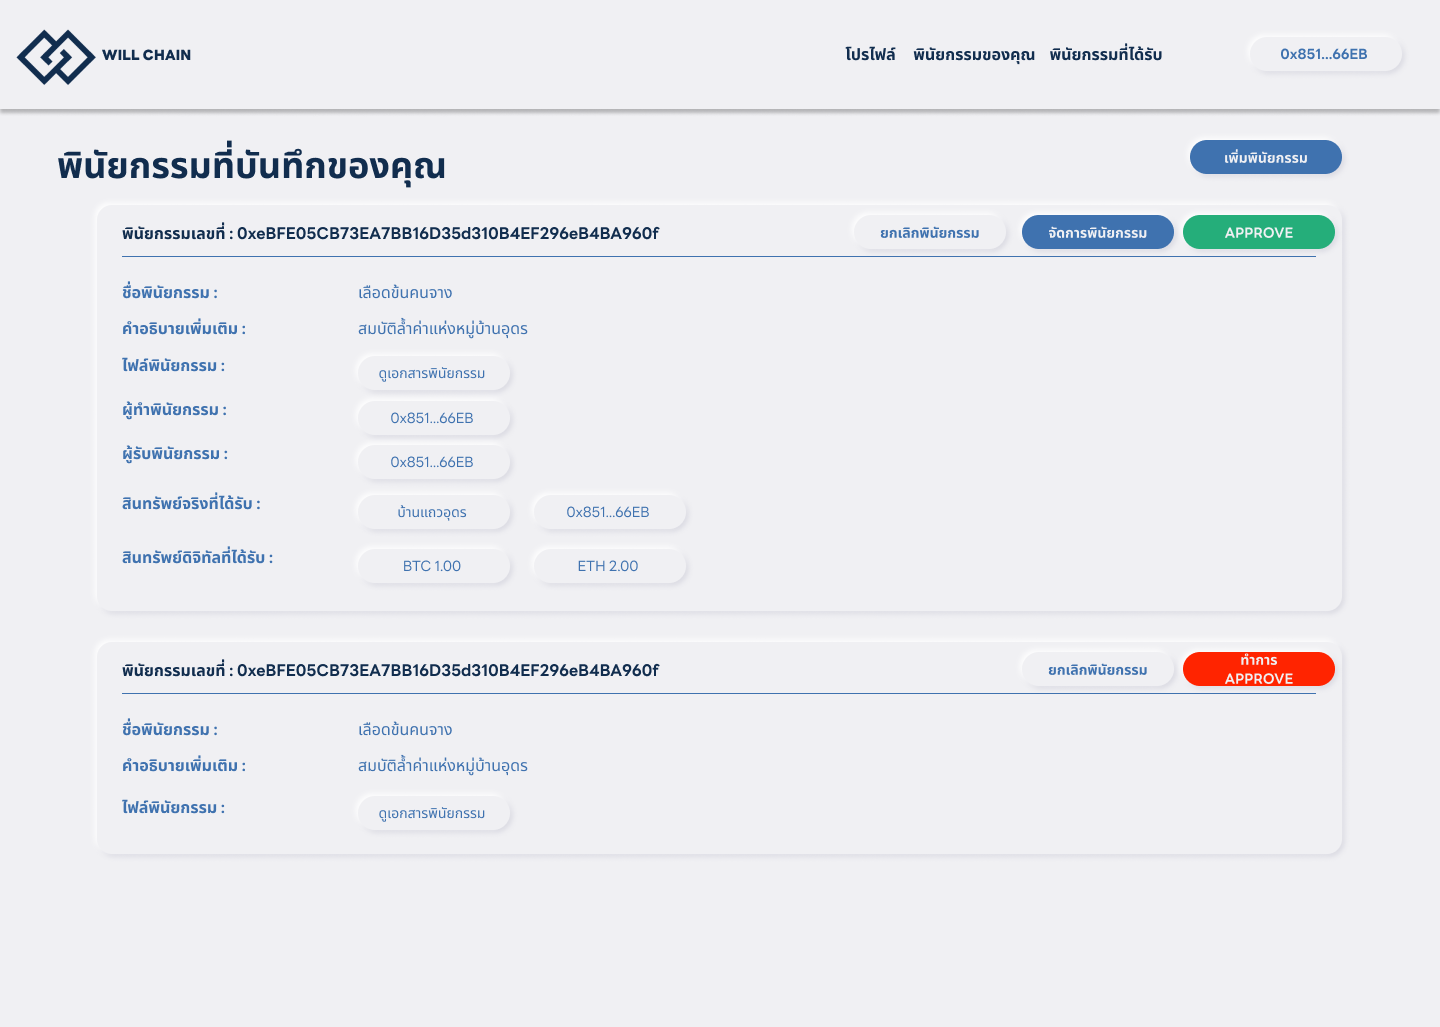 WILL CHAIN
โปรไฟล์ พินัยกรรมของคุณ พินัยกรรมที่ได้รับ 0x851...66EB
พินัยกรรมที่บันทึกของคุณ
เพิ่มพินัยกรรม
พินัยกรรมเลขที่ : 0xeBFE05CB73EA7BB16D35d310B4EF296eB4BA960f
ยกเลิกพินัยกรรม จัดการพินัยกรรม APPROVE
ชื่อพินัยกรรม : เลือดข้นคนจาง
คำอธิบายเพิ่มเติม : สมบัติล้ำค่าแห่งหมู่บ้านอุดร
ไฟล์พินัยกรรม : ดูเอกสารพินัยกรรม
ผู้ทำพินัยกรรม : 0x851...66EB
ผู้รับพินัยกรรม : 0x851...66EB
สินทรัพย์จริงที่ได้รับ : บ้านแถวอุดร 0x851...66EB
สินทรัพย์ดิจิทัลที่ได้รับ : BTC 1.00 ETH 2.00
พินัยกรรมเลขที่ : 0xeBFE05CB73EA7BB16D35d310B4EF296eB4BA960f
ยกเลิกพินัยกรรม
ทำการ
APPROVE
ชื่อพินัยกรรม : เลือดข้นคนจาง
คำอธิบายเพิ่มเติม : สมบัติล้ำค่าแห่งหมู่บ้านอุดร
ไฟล์พินัยกรรม : ดูเอกสารพินัยกรรม